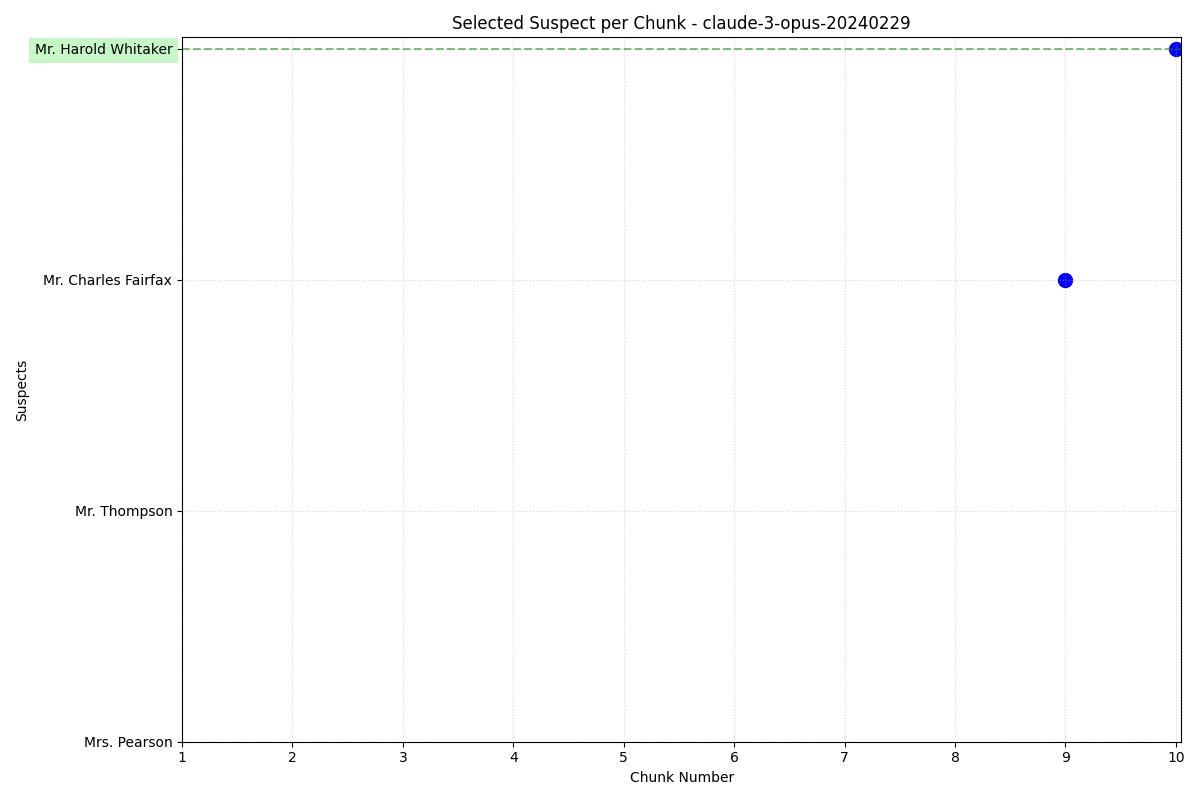 Selected Suspect per Chunk - claude-3-opus-20240229
Mr. Harold Whitaker
Mr. Charles Fairfax
Suspects
Mr. Thompson
Mrs. Pearson
1 2 3 4 5 6 7 8 9 10
Chunk Number